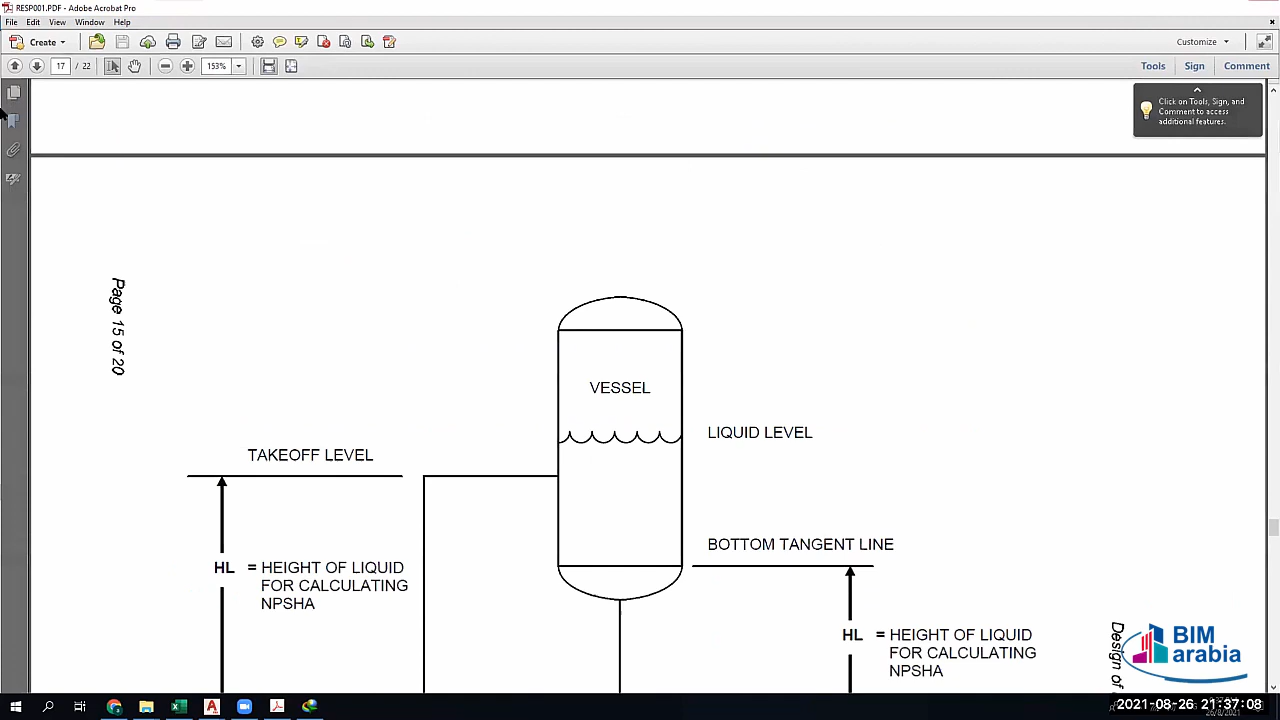 RESP001.PDF - Adobe Acrobat Pro
File Edit View Window Help
Create
Customize
17 / 22
153%
Tools Sign Comment
Click on Tools, Sign, and
Comment to access
additional features.
Page 15 of 20
VESSEL
LIQUID LEVEL
TAKEOFF LEVEL
BOTTOM TANGENT LINE
HL = HEIGHT OF LIQUID
FOR CALCULATING
NPSHA
HL = HEIGHT OF LIQUID
FOR CALCULATING
NPSHA
Design of
BIM
arabia
2021-08-26 21:37:08